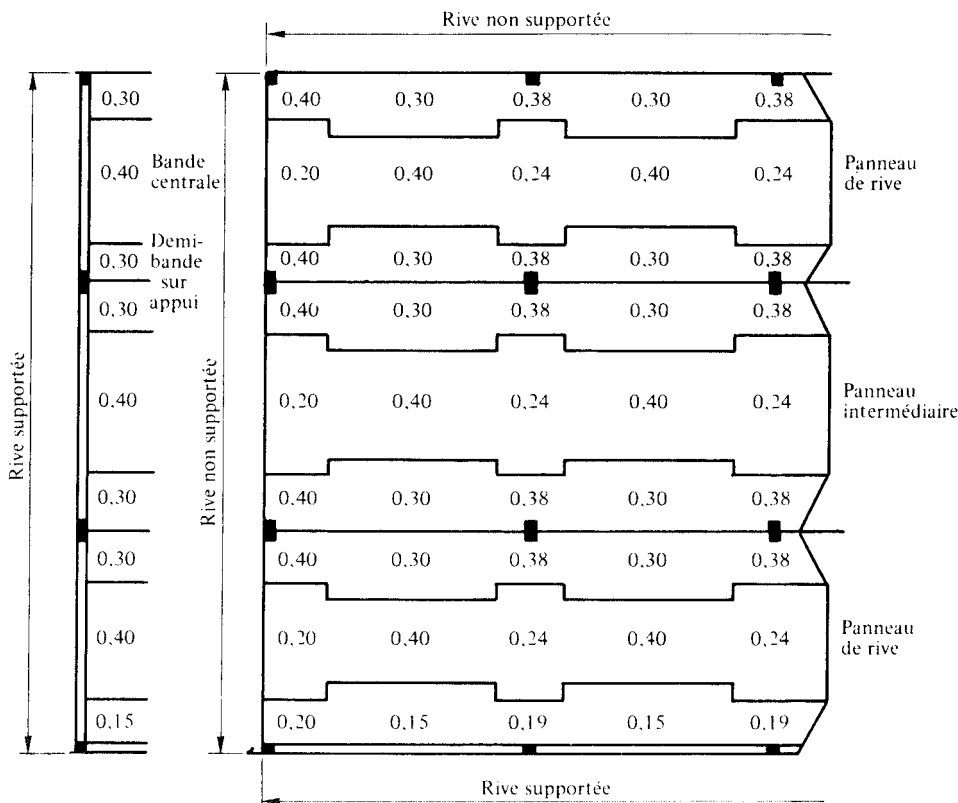 Rive non supportée
0,30 0,40 0,30 0,38 0,30 0,38
0,40 Bande centrale 0,20 0,40 0,24 0,40 0,24 Panneau de rive
0,30 Demi-bande sur appui 0,40 0,30 0,38 0,30 0,38
0,30 0,40 0,30 0,38 0,30 0,38
Rive supportée
Rive non supportée
0,40 0,20 0,40 0,24 0,40 0,24 Panneau intermédiaire
0,30 0,40 0,30 0,38 0,30 0,38
0,30 0,40 0,30 0,38 0,30 0,38
0,40 0,20 0,40 0,24 0,40 0,24 Panneau de rive
0,15 0,20 0,15 0,19 0,15 0,19
Rive supportée